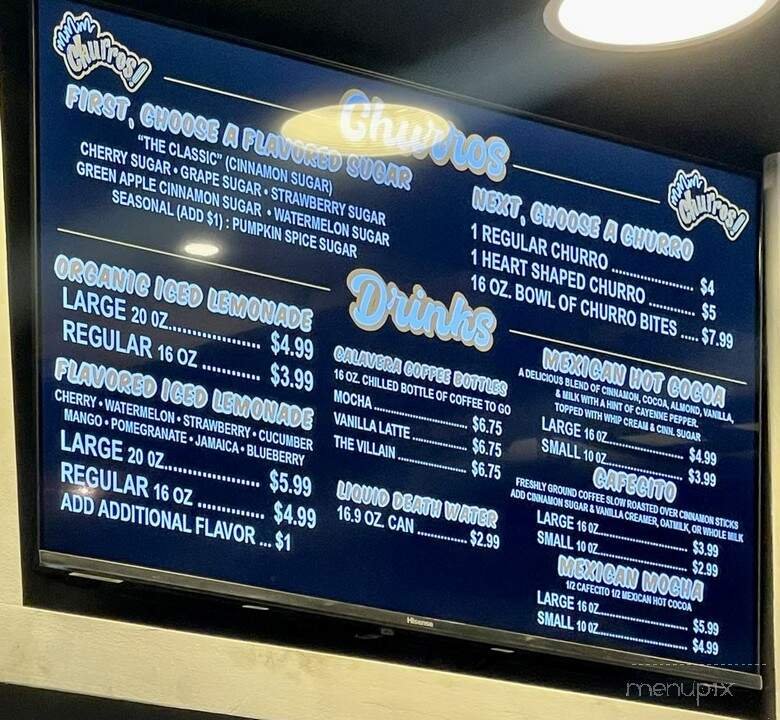 mmm Churros!
Churros
FIRST, CHOOSE A FLAVORED SUGAR
"THE CLASSIC" (CINNAMON SUGAR)
CHERRY SUGAR • GRAPE SUGAR • STRAWBERRY SUGAR
GREEN APPLE CINNAMON SUGAR • WATERMELON SUGAR
SEASONAL (ADD $1) : PUMPKIN SPICE SUGAR
mmm Churros!
NEXT, CHOOSE A CHURRO
1 REGULAR CHURRO .................... $4
1 HEART SHAPED CHURRO ........... $5
16 OZ. BOWL OF CHURRO BITES ..... $7.99
Drinks
ORGANIC ICED LEMONADE
LARGE 20 OZ.................. $4.99
REGULAR 16 OZ ............ $3.99
FLAVORED ICED LEMONADE
CHERRY • WATERMELON • STRAWBERRY • CUCUMBER
MANGO • POMEGRANATE • JAMAICA • BLUEBERRY
LARGE 20 OZ.................. $5.99
REGULAR 16 OZ ............. $4.99
ADD ADDITIONAL FLAVOR ... $1
CALAVERA COFFEE BOTTLES
16 OZ. CHILLED BOTTLE OF COFFEE TO GO
MOCHA...................... $6.75
VANILLA LATTE............. $6.75
THE VILLAIN ................ $6.75
LIQUID DEATH WATER
16.9 OZ. CAN ............. $2.99
MEXICAN HOT COCOA
A DELICIOUS BLEND OF CINNAMON, COCOA, ALMOND, VANILLA,
& MILK WITH A HINT OF CAYENNE PEPPER.
TOPPED WITH WHIP CREAM & CINN. SUGAR
LARGE 16 OZ...................... $4.99
SMALL 10 OZ...................... $3.99
CAFECITO
FRESHLY GROUND COFFEE SLOW ROASTED OVER CINNAMON STICKS
ADD CINNAMON SUGAR & VANILLA CREAMER, OATMILK, OR WHOLE MILK
LARGE 16 OZ........................ $3.99
SMALL 10 OZ........................ $2.99
MEXICAN MOCHA
1/2 CAFECITO 1/2 MEXICAN HOT COCOA
LARGE 16 OZ........................ $5.99
SMALL 10 OZ........................ $4.99
Hisense
menupix